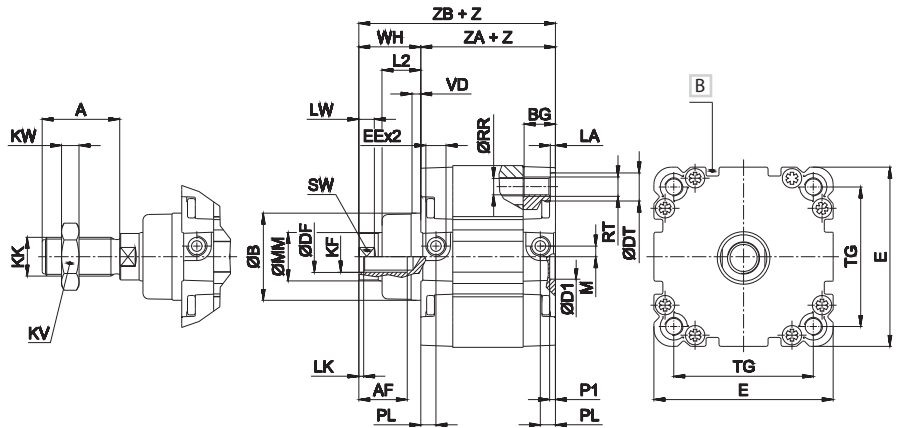 ZB + Z
WH
ZA + Z
L2
VD
BG
LW
EEx2
ØRR
LA
B
A
KW
SW
KK
ØB
ØMM
ØDF
KF
RT
ØDT
TG
E
KV
ØD1
M
LK
AF
P1
PL
PL
TG
E